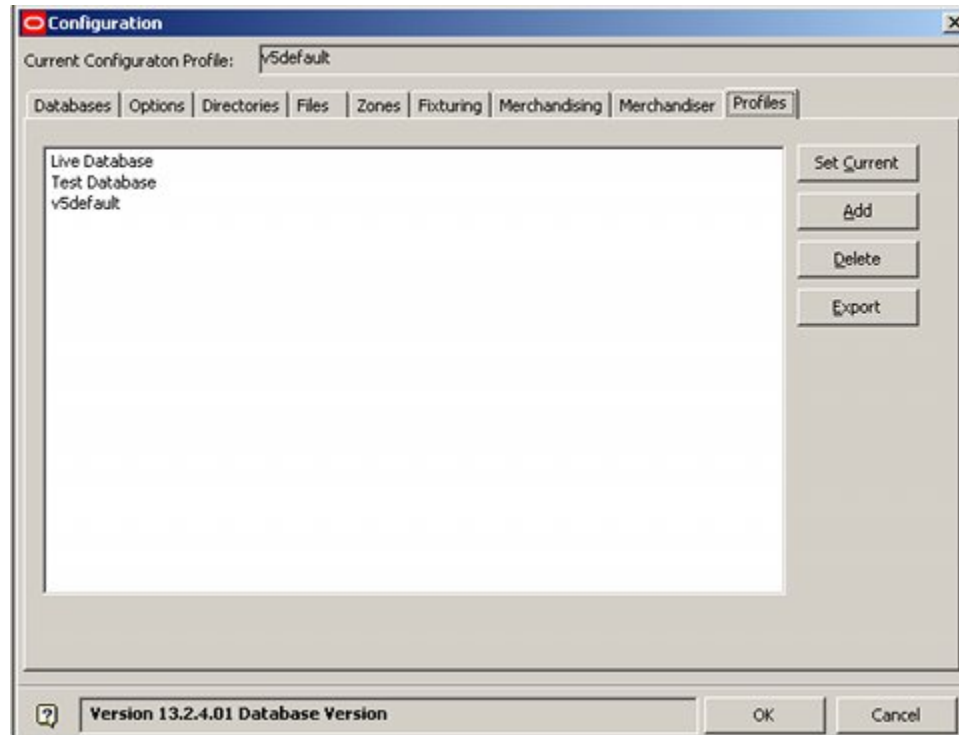 Configuration
Current Configuraton Profile: v5default
Databases Options Directories Files Zones Fixturing Merchandising Merchandiser Profiles
Live Database
Test Database
v5default
Set Current
Add
Delete
Export
Version 13.2.4.01 Database Version
OK
Cancel